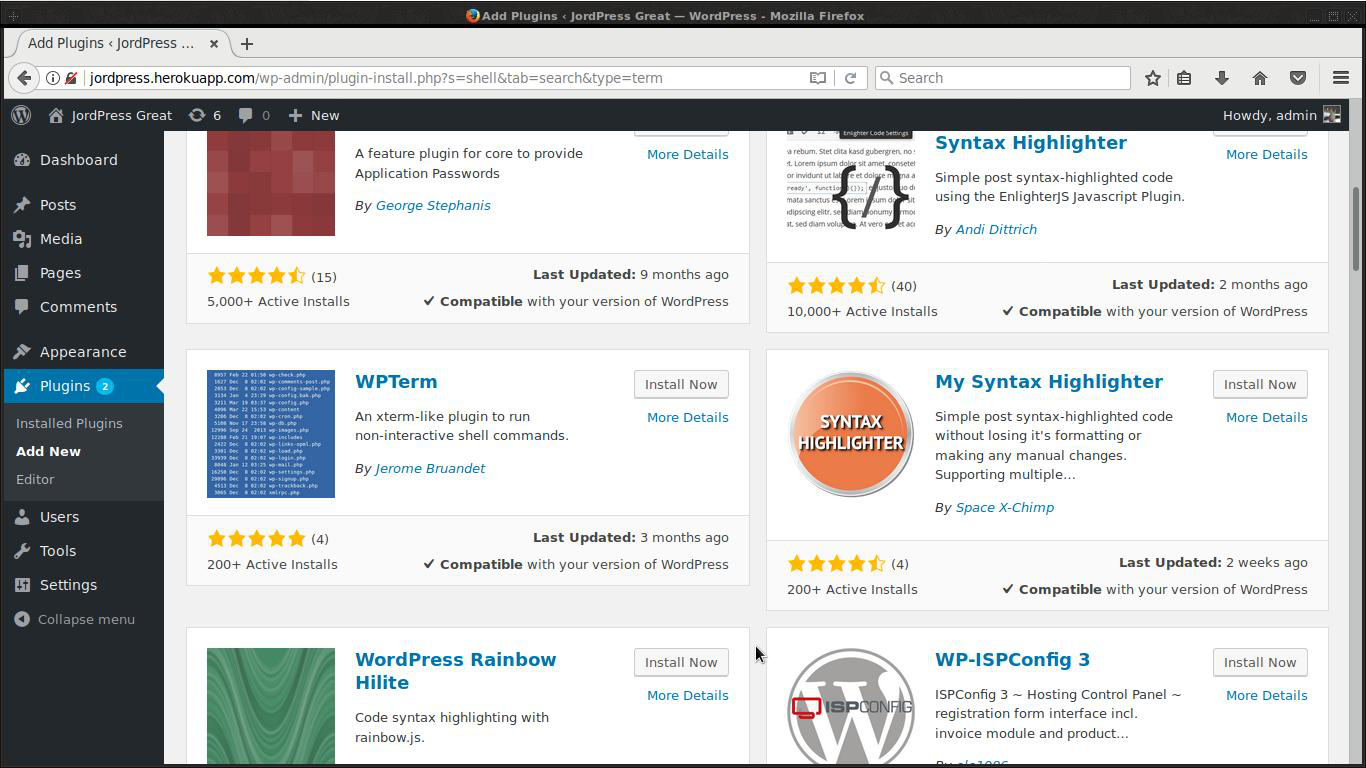 Add Plugins ‹ JordPress Great — WordPress - Mozilla Firefox
Add Plugins ‹ JordPress ...
jordpress.herokuapp.com/wp-admin/plugin-install.php?s=shell&tab=search&type=term
Search
JordPress Great
6
0
New
Howdy, admin
Dashboard
Posts
Media
Pages
Comments
Appearance
Plugins 2
Installed Plugins
Add New
Editor
Users
Tools
Settings
Collapse menu
A feature plugin for core to provide
Application Passwords
By George Stephanis
More Details
(15)
5,000+ Active Installs
Last Updated: 9 months ago
Compatible with your version of WordPress
Enlighter Code Settings
{/}
Syntax Highlighter
Simple post syntax-highlighted code
using the EnlighterJS Javascript Plugin.
By Andi Dittrich
More Details
(40)
10,000+ Active Installs
Last Updated: 2 months ago
Compatible with your version of WordPress
WPTerm
An xterm-like plugin to run
non-interactive shell commands.
By Jerome Bruandet
Install Now
More Details
(4)
200+ Active Installs
Last Updated: 3 months ago
Compatible with your version of WordPress
SYNTAX
HIGHLIGHTER
My Syntax Highlighter
Simple post syntax-highlighted code
without losing it's formatting or
making any manual changes.
Supporting multiple...
By Space X-Chimp
Install Now
More Details
(4)
200+ Active Installs
Last Updated: 2 weeks ago
Compatible with your version of WordPress
WordPress Rainbow
Hilite
Code syntax highlighting with
rainbow.js.
Install Now
More Details
ISPCONFIG
WP-ISPConfig 3
ISPConfig 3 ~ Hosting Control Panel ~
registration form interface incl.
invoice module and product...
Install Now
More Details